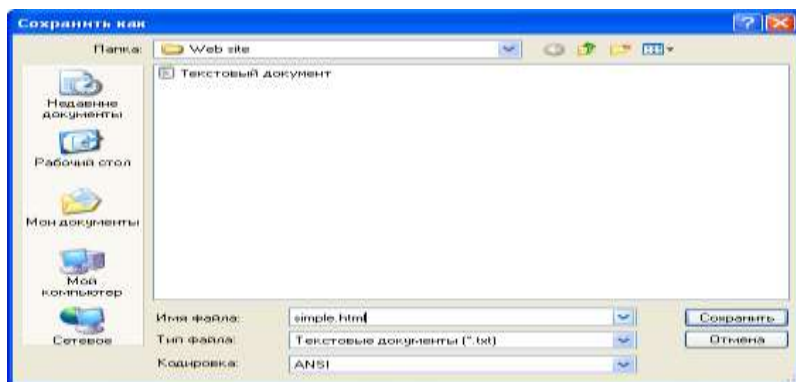 Сохранить как
Папка:
Web site
Текстовый документ
Недавние
документы
Рабочий стол
Мои документы
Мой
компьютер
Сетевое
Имя файла:
simple.html
Сохранить
Тип файла:
Текстовые документы (*.txt)
Отмена
Кодировка:
ANSI